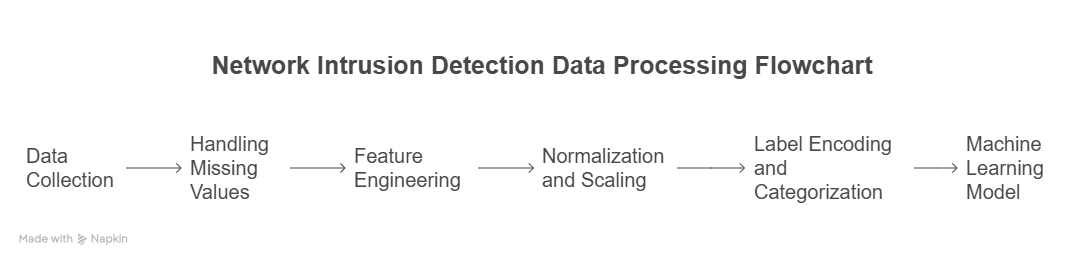 Network Intrusion Detection Data Processing Flowchart
Data
Collection
Handling
Missing
Values
Feature
Engineering
Normalization
and Scaling
Label Encoding
and
Categorization
Machine
Learning
Model
Made with Napkin